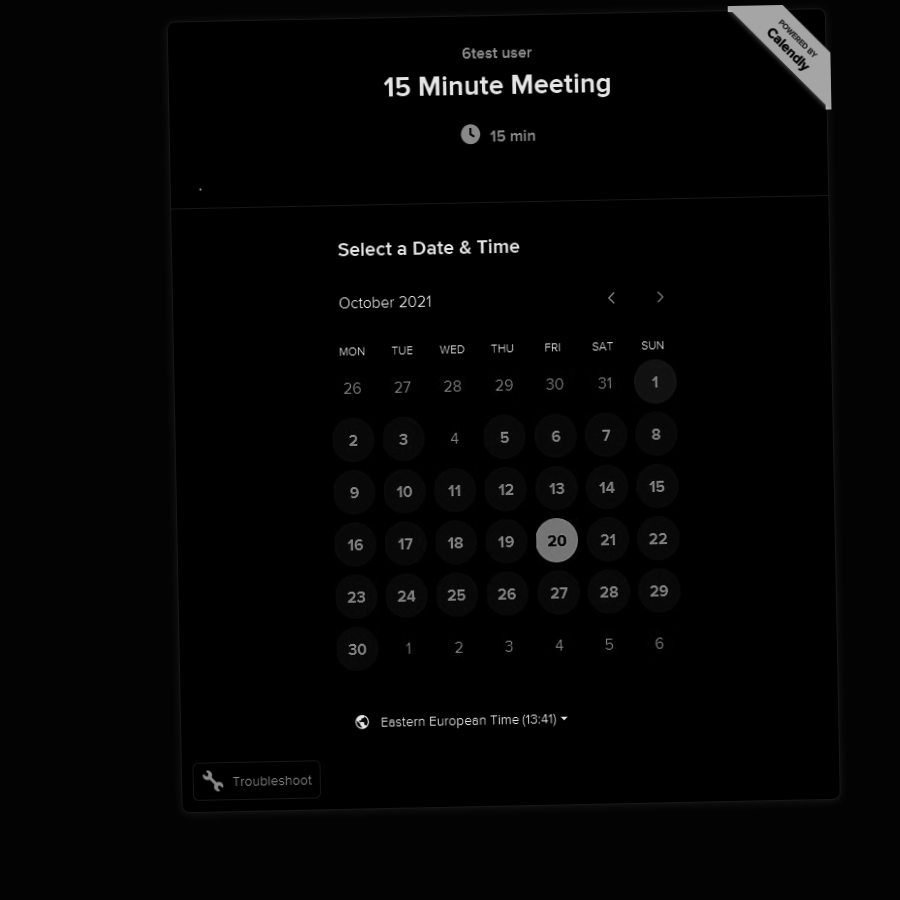 POWERED BY
Calendly
6test user
15 Minute Meeting
15 min
.
Select a Date & Time
October 2021
MON TUE WED THU FRI SAT SUN
26 27 28 29 30 31 1
2 3 4 5 6 7 8
9 10 11 12 13 14 15
16 17 18 19 20 21 22
23 24 25 26 27 28 29
30 1 2 3 4 5 6
Eastern European Time (13:41)
Troubleshoot